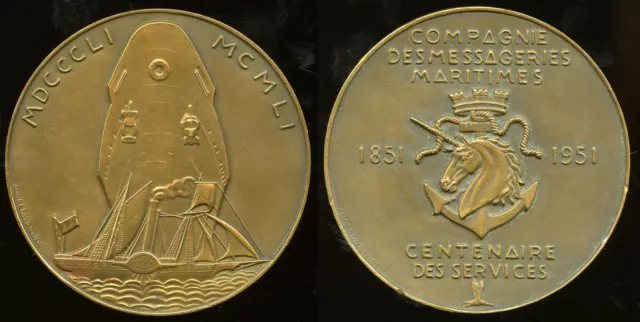 MDCCCLI MCMLI
COMPAGNIE
DES MESSAGERIES
MARITIMES
1851 1951
CENTENAIRE
DES SERVICES